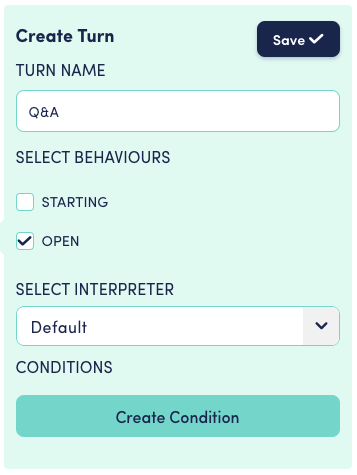 Create Turn
Save
TURN NAME
Q&A
SELECT BEHAVIOURS
STARTING
OPEN
SELECT INTERPRETER
Default
CONDITIONS
Create Condition